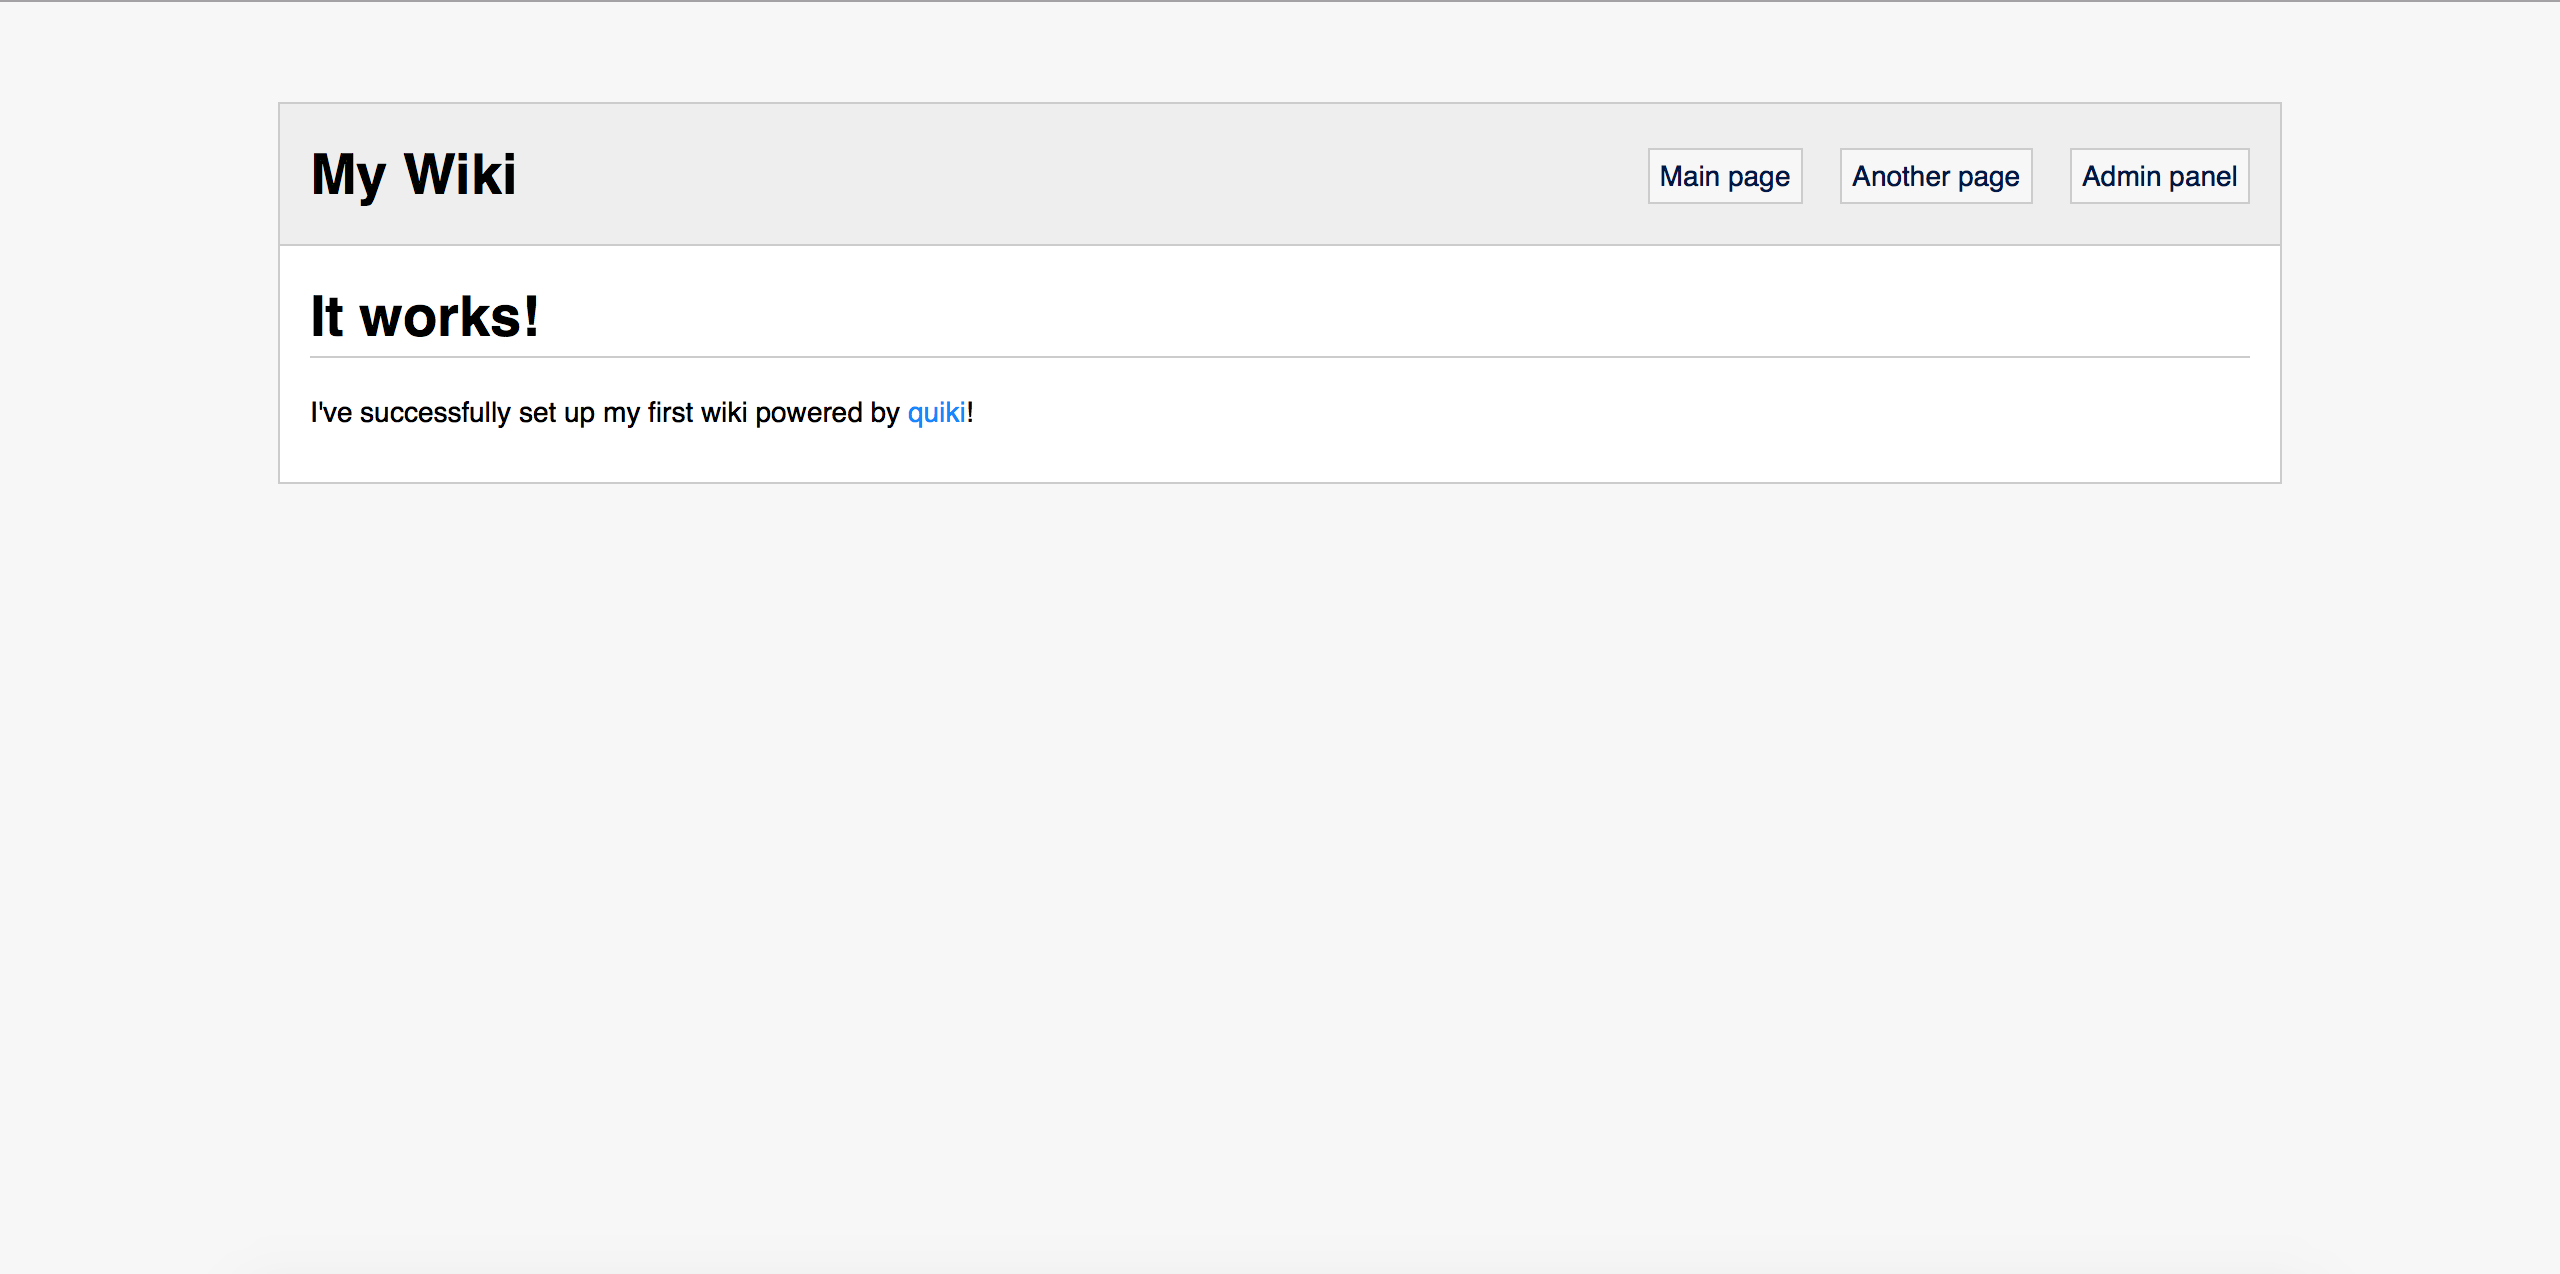 My Wiki
Main page
Another page
Admin panel
It works!
I've successfully set up my first wiki powered by quiki!